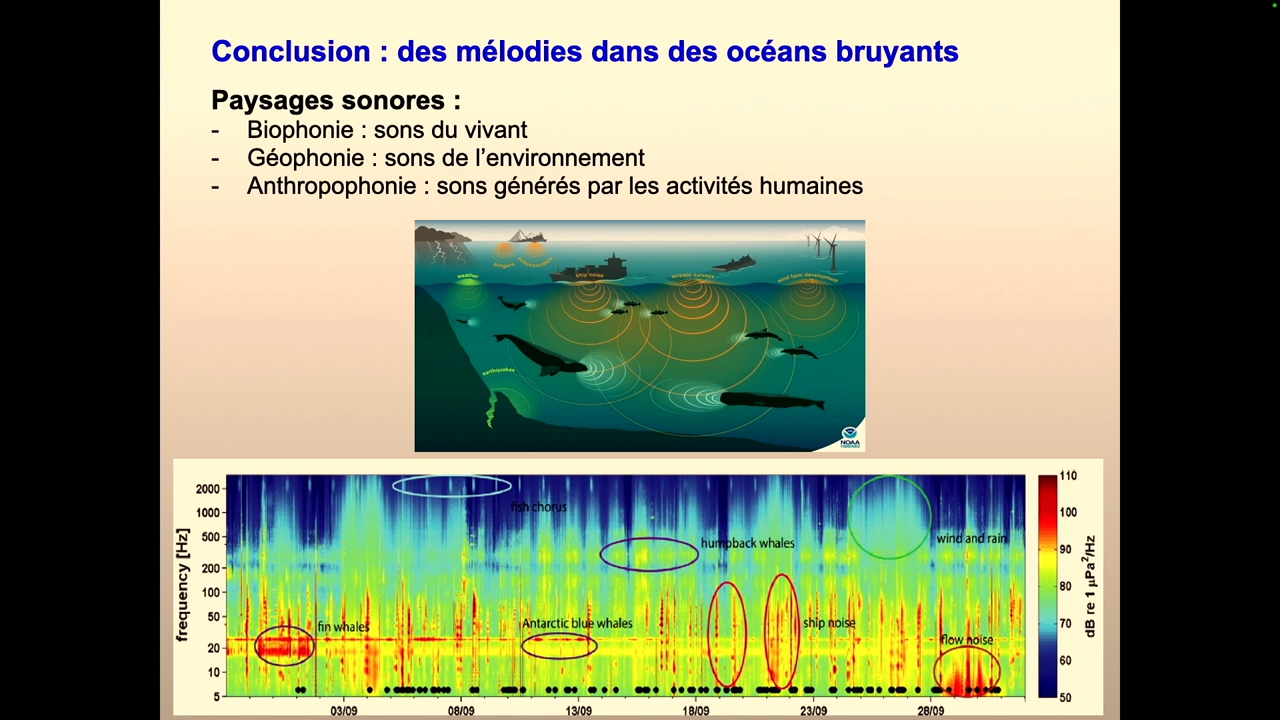 Conclusion : des mélodies dans des océans bruyants
Paysages sonores :
- Biophonie : sons du vivant
- Géophonie : sons de l’environnement
- Anthropophonie : sons générés par les activités humaines
weather
ship noise
seismic surveys
wind farm development
earthquakes
NOAA
FISHERIES
frequency [Hz]
2000
1000
500
200
100
50
20
10
5
fish chorus
humpback whales
wind and rain
fin whales
Antarctic blue whales
ship noise
flow noise
03/09
08/09
13/09
18/09
23/09
28/09
110
100
90
80
70
60
50
dB re 1 µPa²/Hz